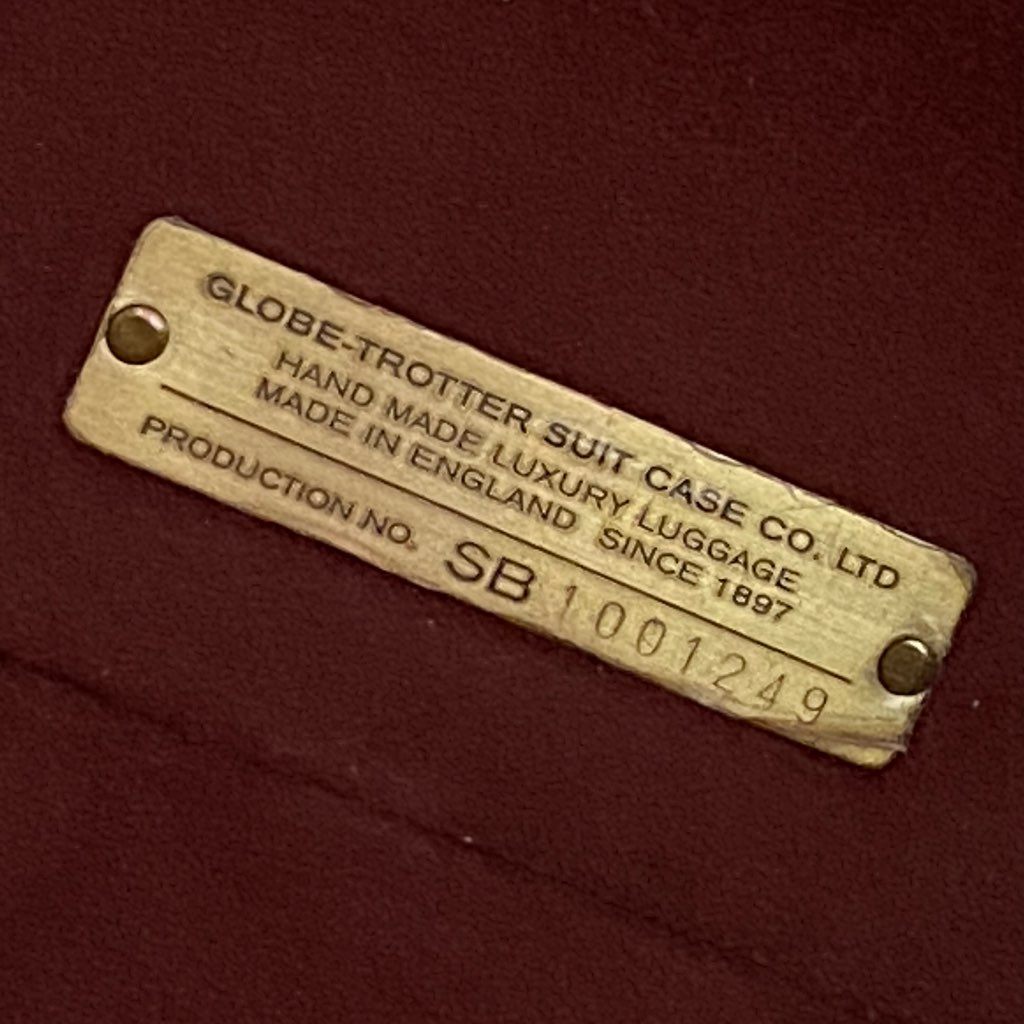 GLOBE-TROTTER SUIT CASE CO. LTD
HAND MADE LUXURY LUGGAGE
MADE IN ENGLAND SINCE 1897
PRODUCTION NO. SB 1001249